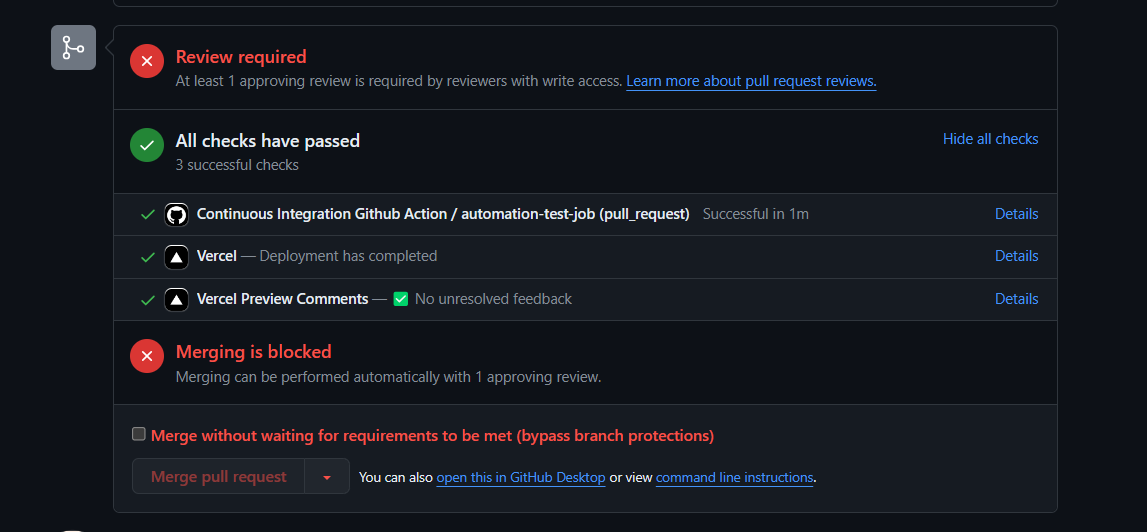 Review required
At least 1 approving review is required by reviewers with write access. Learn more about pull request reviews.
All checks have passed
Hide all checks
3 successful checks
Continuous Integration Github Action / automation-test-job (pull_request) Successful in 1m Details
Vercel — Deployment has completed Details
Vercel Preview Comments — ✅ No unresolved feedback Details
Merging is blocked
Merging can be performed automatically with 1 approving review.
Merge without waiting for requirements to be met (bypass branch protections)
Merge pull request You can also open this in GitHub Desktop or view command line instructions.